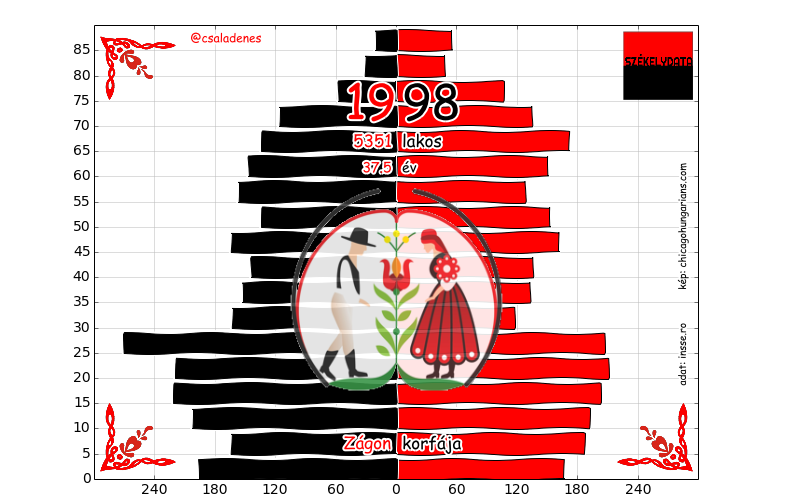 @csaladenes
SZÉKELYDATA
1998
5351 lakos
37.5 év
kép: chicagohungarians.com
adat: insse.ro
Zágon korfája
85
80
75
70
65
60
55
50
45
40
35
30
25
20
15
10
5
0
240 180 120 60 0 60 120 180 240